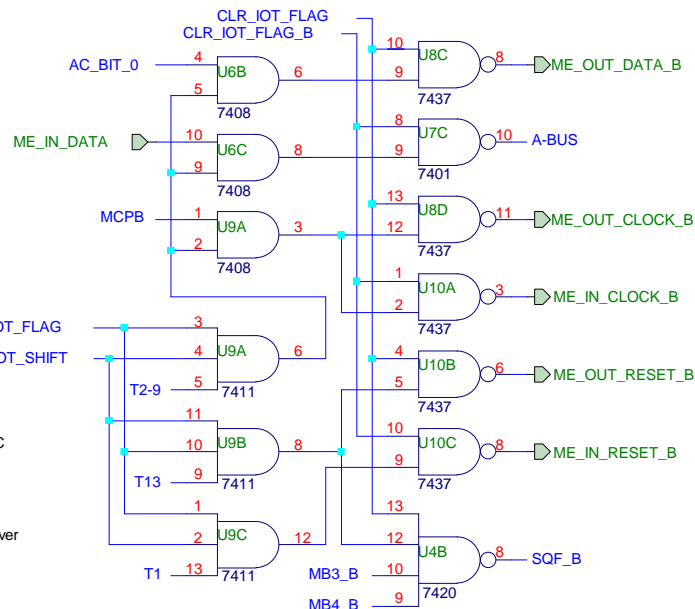 CLR_IOT_FLAG
CLR_IOT_FLAG_B
AC_BIT_0 4 5 U6B 6 7408
10 9 U8C 8 7437 ME_OUT_DATA_B
ME_IN_DATA 10 9 U6C 8 7408
8 9 U7C 10 7401 A-BUS
MCPB 1 2 U9A 3 7408
13 12 U8D 11 7437 ME_OUT_CLOCK_B
1 2 U10A 3 7437 ME_IN_CLOCK_B
OT_FLAG 3
OT_SHIFT 4
T2-9 5 U9A 6 7411
4 5 U10B 6 7437 ME_OUT_RESET_B
11 10 U9B 8
T13 9 7411
10 9 U10C 8 7437 ME_IN_RESET_B
C
ver
1 2 U9C 12
T1 13 7411
13 12 U4B 8 SQF_B
MB3_B 10
MB4_B 9 7420